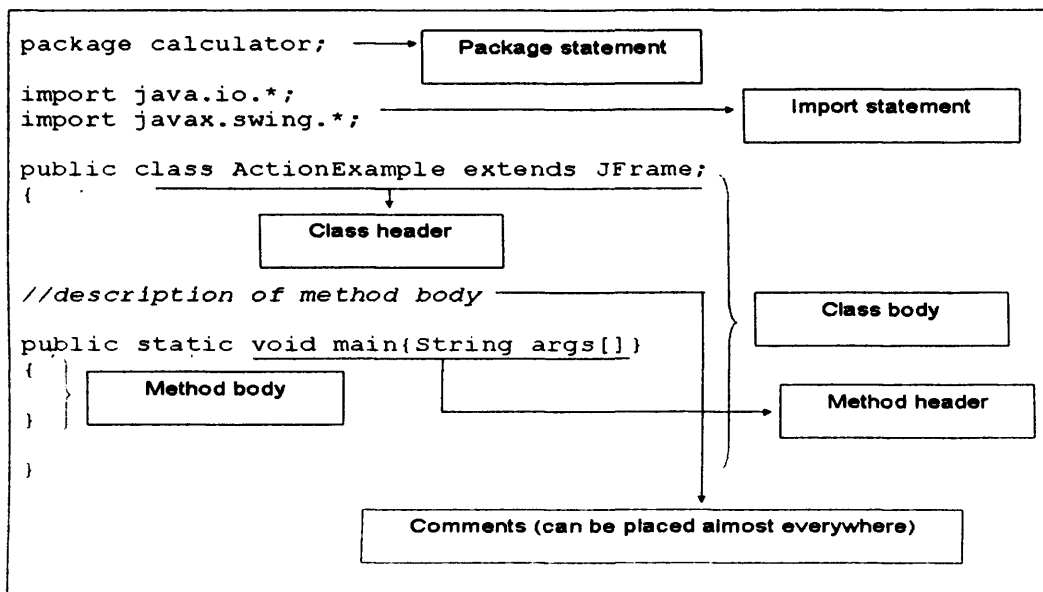 package calculator;
Package statement
import java.io.*;
import javax.swing.*;
Import statement
public class ActionExample extends JFrame;
{
Class header
//description of method body
Class body
public static void main{String args[]}
{
Method body
Method header
}
}
Comments (can be placed almost everywhere)